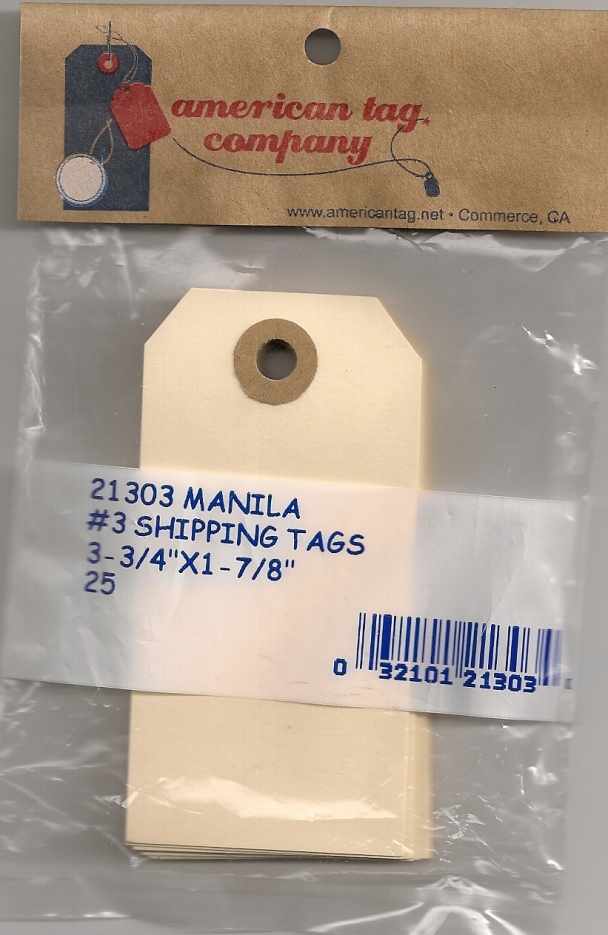 american tag
company
www.americantag.net • Commerce, CA
21303 MANILA
#3 SHIPPING TAGS
3-3/4"X1-7/8"
25
0 32101 21303